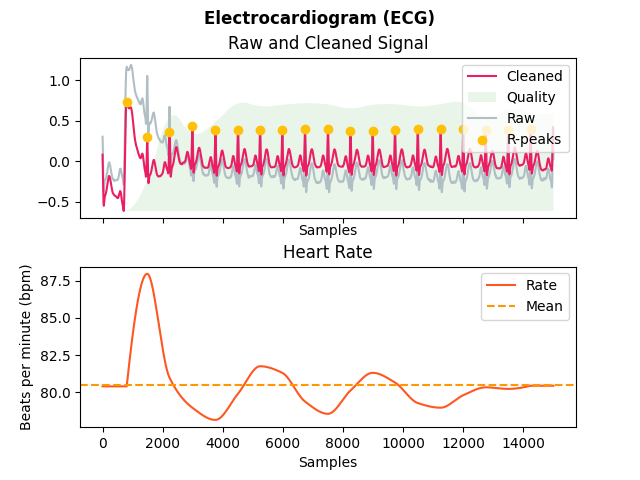 Electrocardiogram (ECG)
Raw and Cleaned Signal
1.0
0.5
0.0
−0.5
Cleaned
Quality
Raw
R-peaks
Samples
Heart Rate
Beats per minute (bpm)
87.5
85.0
82.5
80.0
Rate
Mean
0 2000 4000 6000 8000 10000 12000 14000
Samples